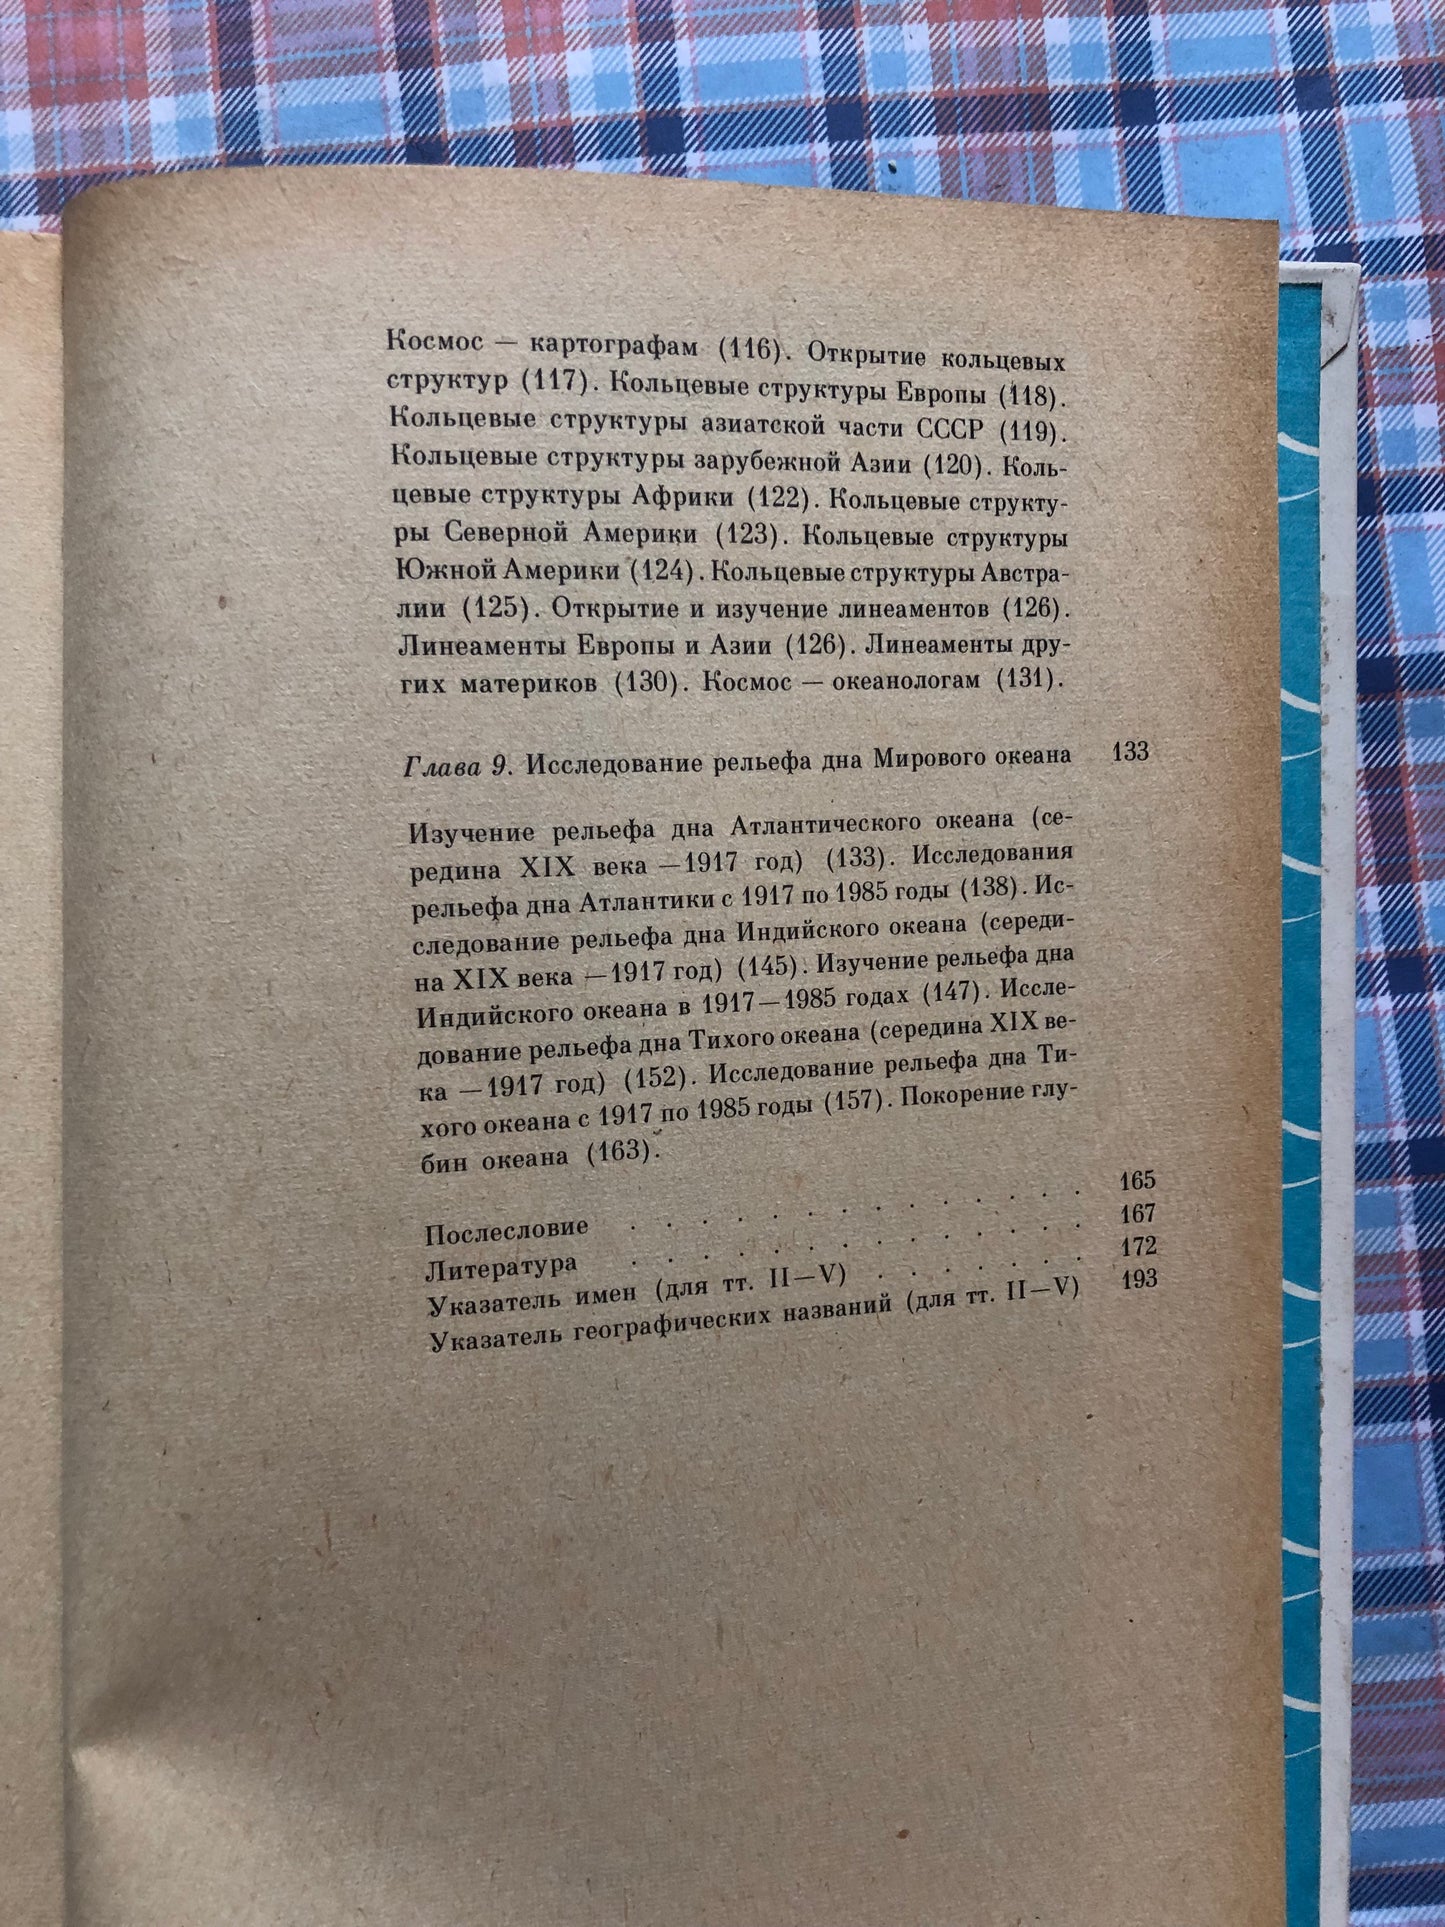 Космос — картографам (116). Открытие кольцевых
структур (117). Кольцевые структуры Европы (118).
Кольцевые структуры азиатской части СССР (119).
Кольцевые структуры зарубежной Азии (120). Коль-
цевые структуры Африки (122). Кольцевые структу-
ры Северной Америки (123). Кольцевые структуры
Южной Америки (124). Кольцевые структуры Австра-
лии (125). Открытие и изучение линеаментов (126).
Линеаменты Европы и Азии (126). Линеаменты дру-
гих материков (130). Космос — океанологам (131).
Глава 9. Исследование рельефа дна Мирового океана 133
Изучение рельефа дна Атлантического океана (се-
редина XIX века —1917 год) (133). Исследования
рельефа дна Атлантики с 1917 по 1985 годы (138). Ис-
следование рельефа дна Индийского океана (середи-
на XIX века —1917 год) (145). Изучение рельефа дна
Индийского океана в 1917—1985 годах (147). Иссле-
дование рельефа дна Тихого океана (середина XIX ве-
ка —1917 год) (152). Исследование рельефа дна Ти-
хого океана с 1917 по 1985 годы (157). Покорение глу-
бин океана (163).
Послесловие . . . . . . . . . . . . . . 165
Литература . . . . . . . . . . . . . . 167
Указатель имен (для тт. II—V) . . . . . . . 172
Указатель географических названий (для тт. II—V) 193